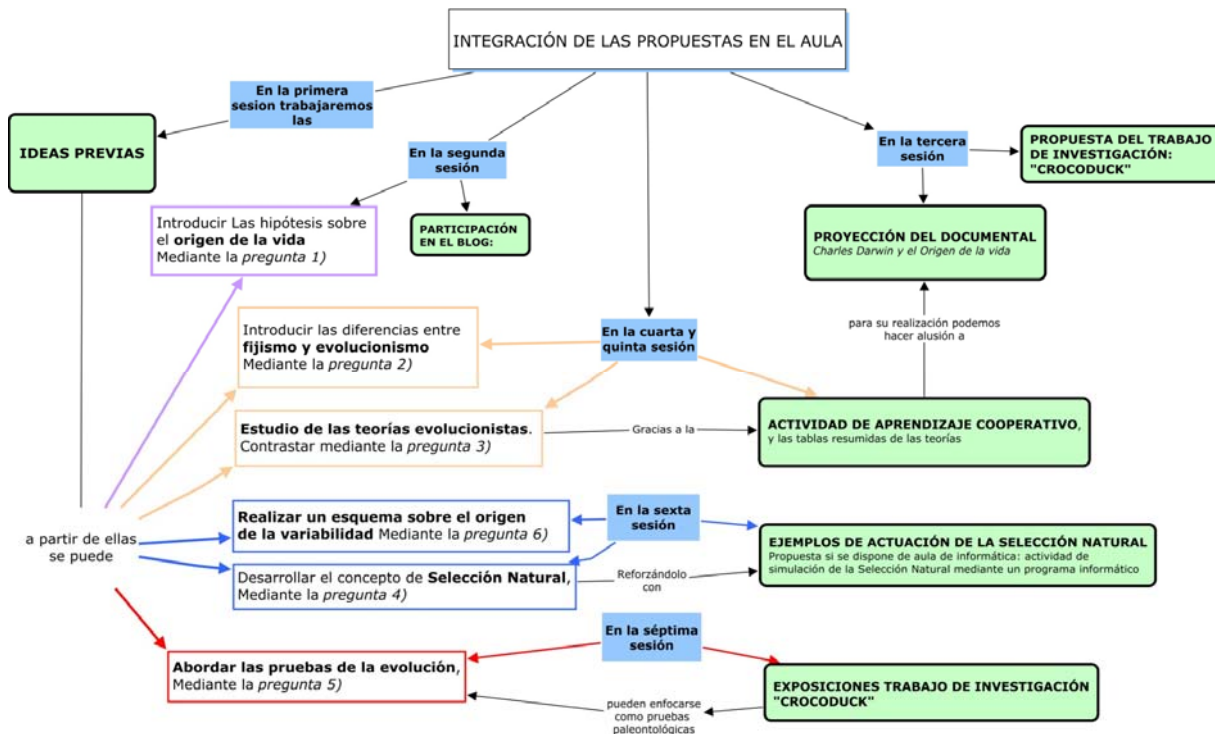 INTEGRACIÓN DE LAS PROPUESTAS EN EL AULA
En la primera
sesion trabajaremos
las
IDEAS PREVIAS
En la segunda
sesión
En la tercera
sesión
PROPUESTA DEL TRABAJO
DE INVESTIGACIÓN:
"CROCODUCK"
Introducir Las hipótesis sobre
el origen de la vida
Mediante la pregunta 1)
PARTICIPACIÓN
EN EL BLOG:
PROYECCIÓN DEL DOCUMENTAL
Charles Darwin y el Origen de la vida
Introducir las diferencias entre
fijismo y evolucionismo
Mediante la pregunta 2)
En la cuarta y
quinta sesión
para su realización podemos
hacer alusión a
Estudio de las teorías evolucionistas.
Contrastar mediante la pregunta 3)
Gracias a la
ACTIVIDAD DE APRENDIZAJE COOPERATIVO,
y las tablas resumidas de las teorías
a partir de ellas
se puede
Realizar un esquema sobre el origen
de la variabilidad Mediante la pregunta 6)
En la sexta
sesión
EJEMPLOS DE ACTUACIÓN DE LA SELECCIÓN NATURAL
Propuesta si se dispone de aula de informática: actividad de
simulación de la Selección Natural mediante un programa informático
Desarrollar el concepto de Selección Natural,
Mediante la pregunta 4)
Reforzándolo
con
En la séptima
sesión
Abordar las pruebas de la evolución,
Mediante la pregunta 5)
EXPOSICIONES TRABAJO DE INVESTIGACIÓN
"CROCODUCK"
pueden enfocarse
como pruebas
paleontológicas